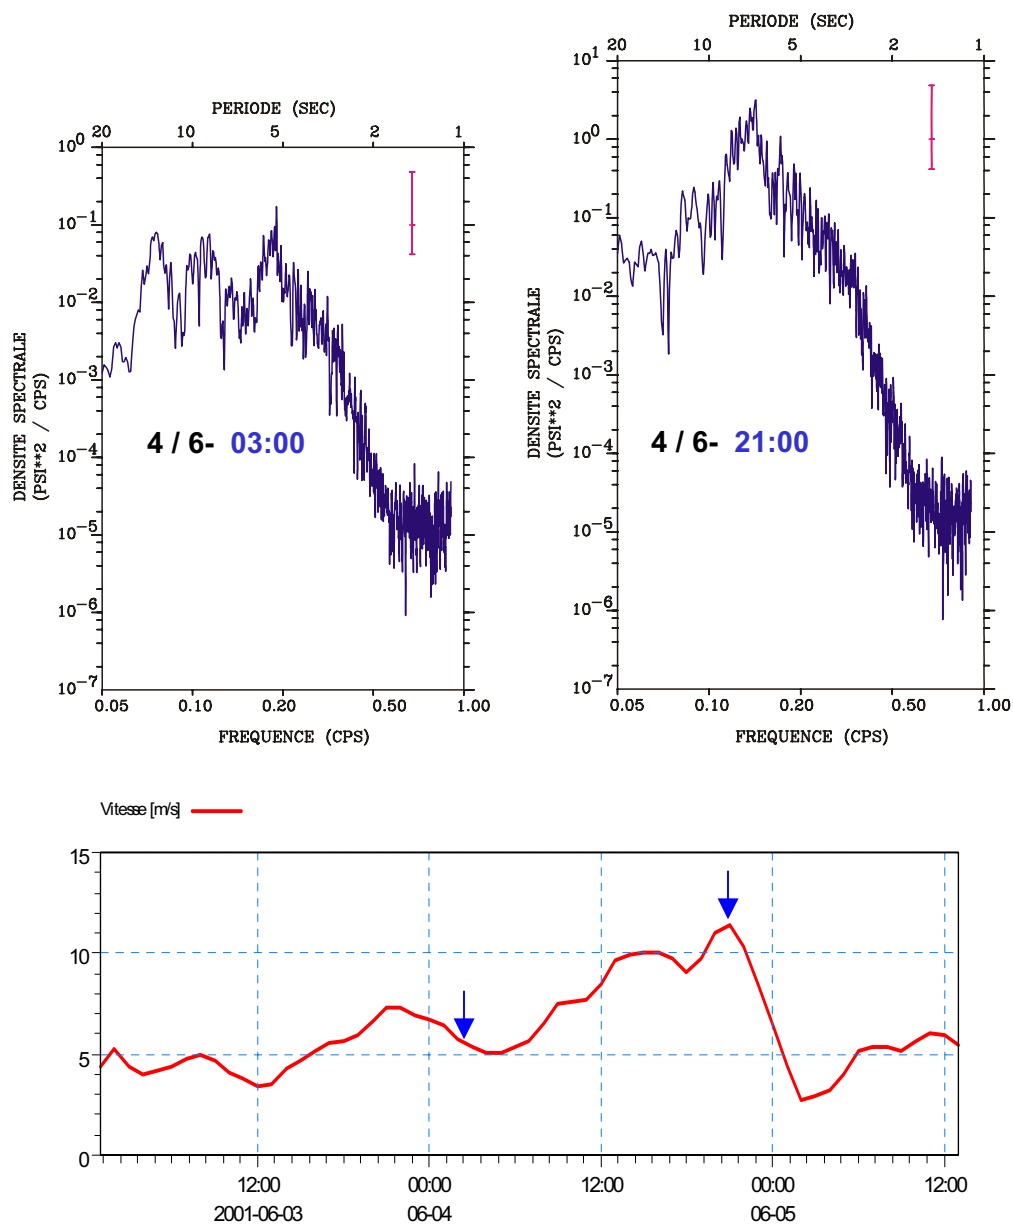 PERIODE (SEC)
20 10 5 2 1
10^0
10^-1
10^-2
10^-3
10^-4
10^-5
10^-6
10^-7
DENSITE SPECTRALE
(PSI**2 / CPS)
4 / 6- 03:00
0.05 0.10 0.20 0.50 1.00
FREQUENCE (CPS)
PERIODE (SEC)
20 10 5 2 1
10^1
10^0
10^-1
10^-2
10^-3
10^-4
10^-5
10^-6
10^-7
DENSITE SPECTRALE
(PSI**2 / CPS)
4 / 6- 21:00
0.05 0.10 0.20 0.50 1.00
FREQUENCE (CPS)
Vitesse [m/s]
15
10
5
0
12:00 00:00 12:00 00:00 12:00
2001-06-03 06-04 06-05